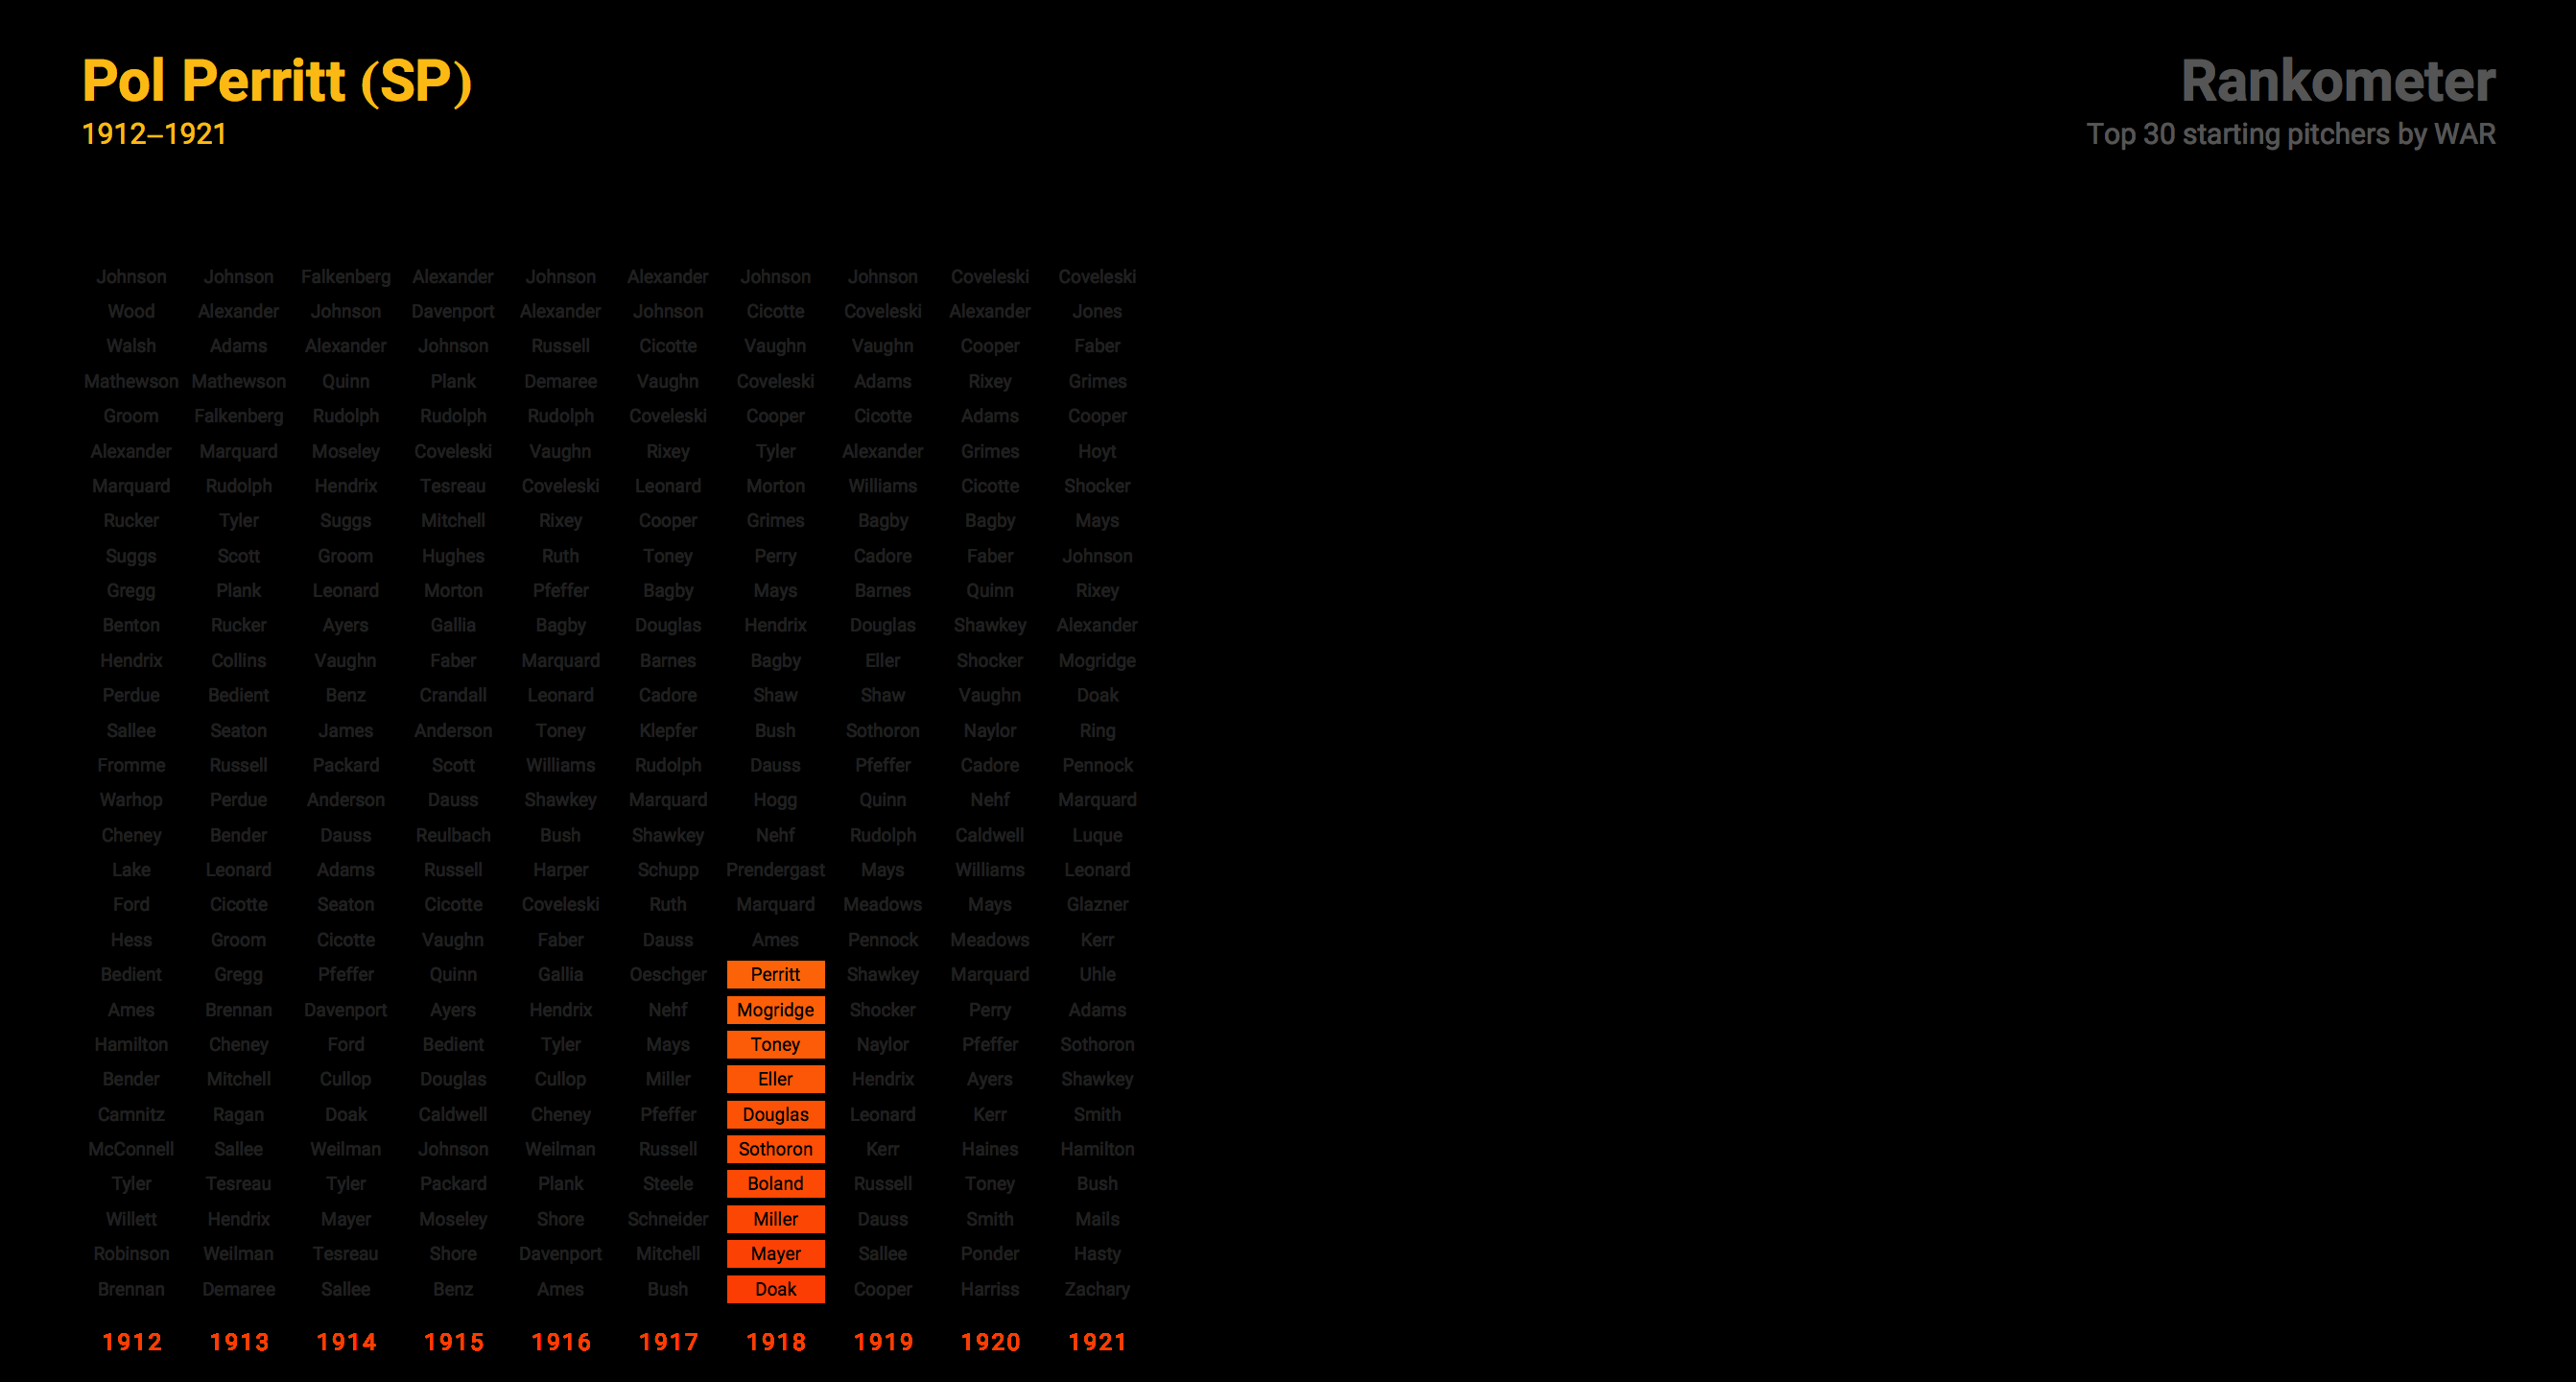 Pol Perritt (SP)
1912–1921
Rankometer
Top 30 starting pitchers by WAR
Johnson Johnson Falkenberg Alexander Johnson Alexander Johnson Johnson Coveleski Coveleski
Wood Alexander Johnson Davenport Alexander Johnson Cicotte Coveleski Alexander Jones
Walsh Adams Alexander Johnson Russell Cicotte Vaughn Vaughn Cooper Faber
Mathewson Mathewson Quinn Plank Demaree Vaughn Coveleski Adams Rixey Grimes
Groom Falkenberg Rudolph Rudolph Rudolph Coveleski Cooper Cicotte Adams Cooper
Alexander Marquard Moseley Coveleski Vaughn Rixey Tyler Alexander Grimes Hoyt
Marquard Rudolph Hendrix Tesreau Coveleski Leonard Morton Williams Cicotte Shocker
Rucker Tyler Suggs Mitchell Rixey Cooper Grimes Bagby Bagby Mays
Suggs Scott Groom Hughes Ruth Toney Perry Cadore Faber Johnson
Gregg Plank Leonard Morton Pfeffer Bagby Mays Barnes Quinn Rixey
Benton Rucker Ayers Gallia Bagby Douglas Hendrix Douglas Shawkey Alexander
Hendrix Collins Vaughn Faber Marquard Barnes Bagby Eller Shocker Mogridge
Perdue Bedient Benz Crandall Leonard Cadore Shaw Shaw Vaughn Doak
Sallee Seaton James Anderson Toney Klepfer Bush Sothoron Naylor Ring
Fromme Russell Packard Scott Williams Rudolph Dauss Pfeffer Cadore Pennock
Warhop Perdue Anderson Dauss Shawkey Marquard Hogg Quinn Nehf Marquard
Cheney Bender Dauss Reulbach Bush Shawkey Nehf Rudolph Caldwell Luque
Lake Leonard Adams Russell Harper Schupp Prendergast Mays Williams Leonard
Ford Cicotte Seaton Cicotte Coveleski Ruth Marquard Meadows Mays Glazner
Hess Groom Cicotte Vaughn Faber Dauss Ames Pennock Meadows Kerr
Bedient Gregg Pfeffer Quinn Gallia Oeschger Perritt Shawkey Marquard Uhle
Ames Brennan Davenport Ayers Hendrix Nehf Mogridge Shocker Perry Adams
Hamilton Cheney Ford Bedient Tyler Mays Toney Naylor Pfeffer Sothoron
Bender Mitchell Cullop Douglas Cullop Miller Eller Hendrix Ayers Shawkey
Camnitz Ragan Doak Caldwell Cheney Pfeffer Douglas Leonard Kerr Smith
McConnell Sallee Weilman Johnson Weilman Russell Sothoron Kerr Haines Hamilton
Tyler Tesreau Tyler Packard Plank Steele Boland Russell Toney Bush
Willett Hendrix Mayer Moseley Shore Schneider Miller Dauss Smith Mails
Robinson Weilman Tesreau Shore Davenport Mitchell Mayer Sallee Ponder Hasty
Brennan Demaree Sallee Benz Ames Bush Doak Cooper Harriss Zachary
1912 1913 1914 1915 1916 1917 1918 1919 1920 1921